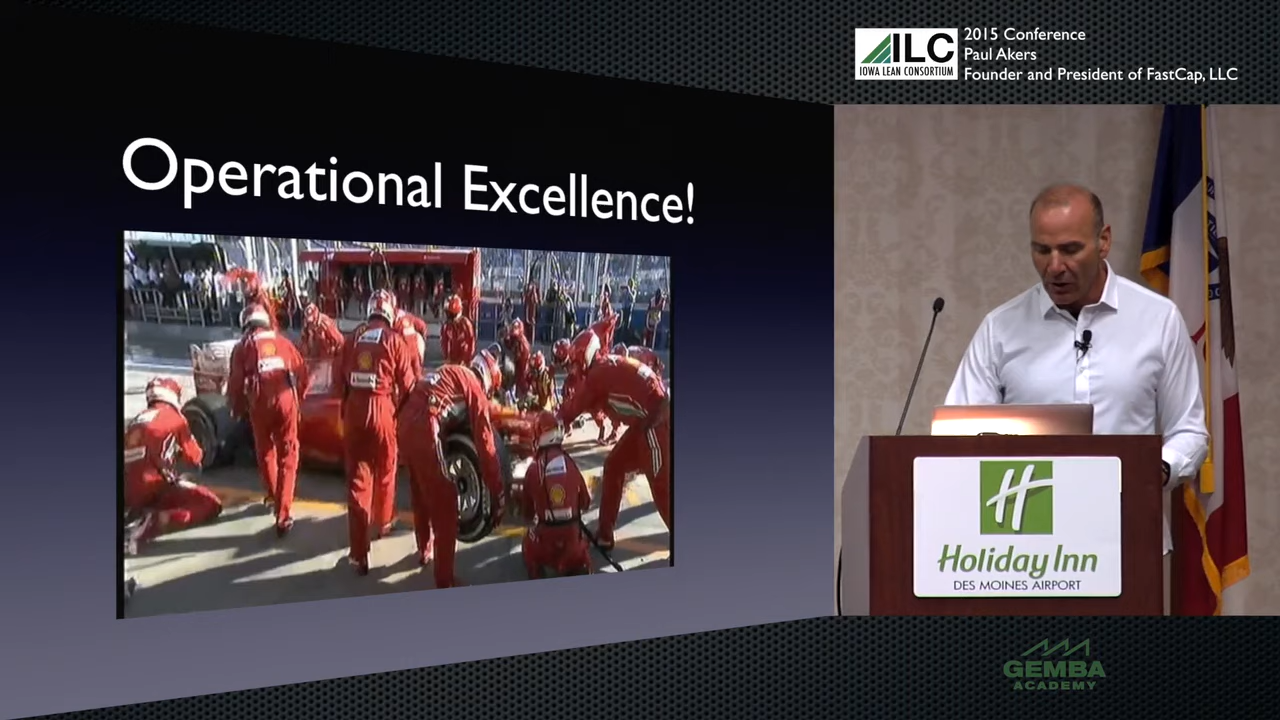 ILC
IOWA LEAN CONSORTIUM
2015 Conference
Paul Akers
Founder and President of FastCap, LLC
Operational Excellence!
H
Holiday Inn
DES MOINES AIRPORT
GEMBA
ACADEMY